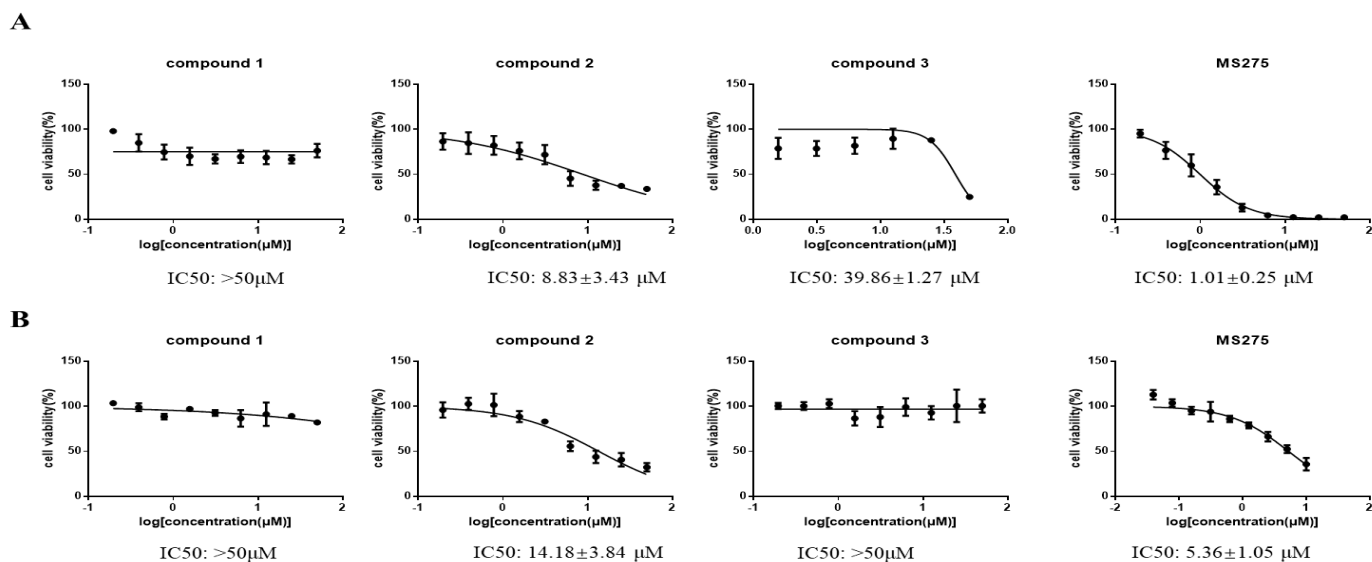 A
compound 1
compound 2
compound 3
MS275
cell viability(%)
150
100
50
0
-1
0
1
2
log[concentration(μM)]
cell viability(%)
150
100
50
0
-1
0
1
2
log[concentration(μM)]
cell viability(%)
150
100
50
0
0.0
0.5
1.0
1.5
2.0
log[concentration(μM)]
cell viability(%)
150
100
50
0
-1
0
1
2
log[concentration(μM)]
IC50: >50μM
IC50: 8.83±3.43 μM
IC50: 39.86±1.27 μM
IC50: 1.01±0.25 μM
B
compound 1
compound 2
compound 3
MS275
cell viability(%)
150
100
50
0
-1
0
1
2
log[concentration(μM)]
cell viability(%)
150
100
50
0
-1
0
1
2
log[concentration(μM)]
cell viability(%)
150
100
50
0
-1
0
1
2
log[concentration(μM)]
cell viability(%)
150
100
50
0
-2
-1
0
1
2
log[concentration(μM)]
IC50: >50μM
IC50: 14.18±3.84 μM
IC50: >50μM
IC50: 5.36±1.05 μM